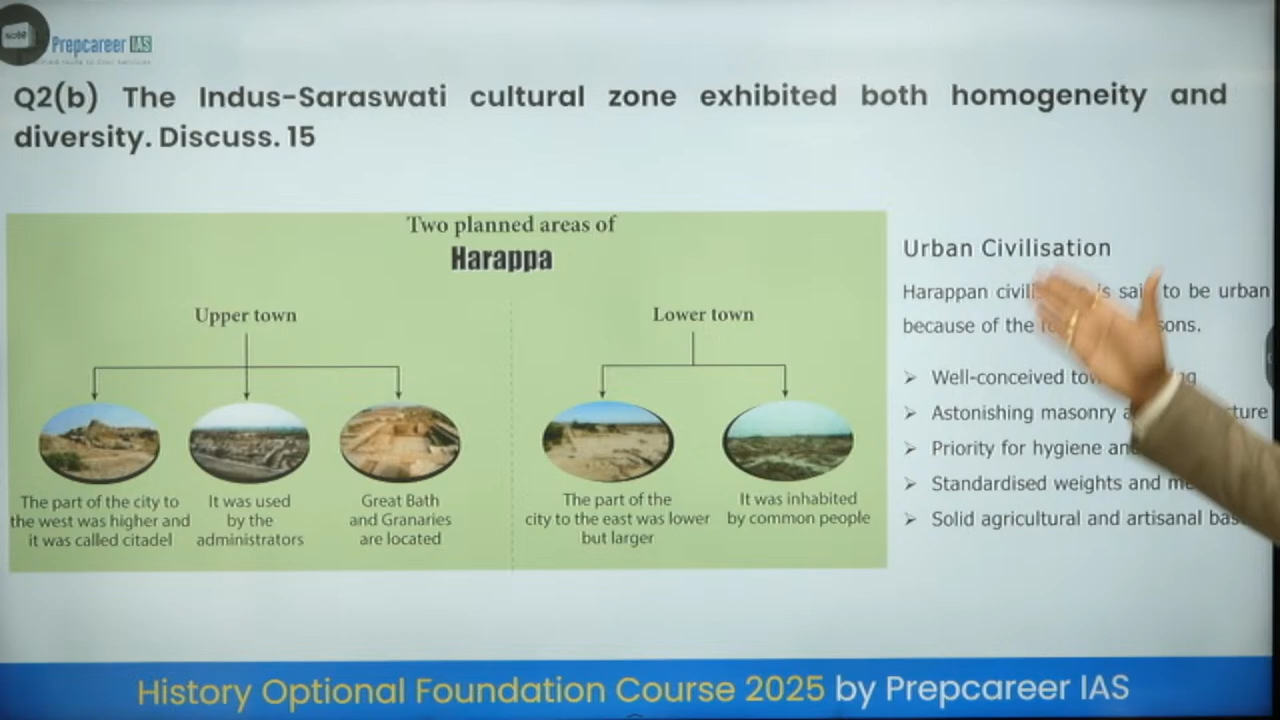 Prepcareer IAS
Q2(b) The Indus-Saraswati cultural zone exhibited both homogeneity and
diversity. Discuss. 15
Two planned areas of
Harappa
Upper town
Lower town
The part of the city to
the west was higher and
it was called citadel
It was used
by the
administrators
Great Bath
and Granaries
are located
The part of the
city to the east was lower
but larger
It was inhabited
by common people
Urban Civilisation
Harappan is said to be urban
because of the
➢ Well-conceived
➢ Astonishing masonry
➢ Priority for hygiene
➢ Standardised weights and
➢ Solid agricultural and artisanal
History Optional Foundation Course 2025 by Prepcareer IAS